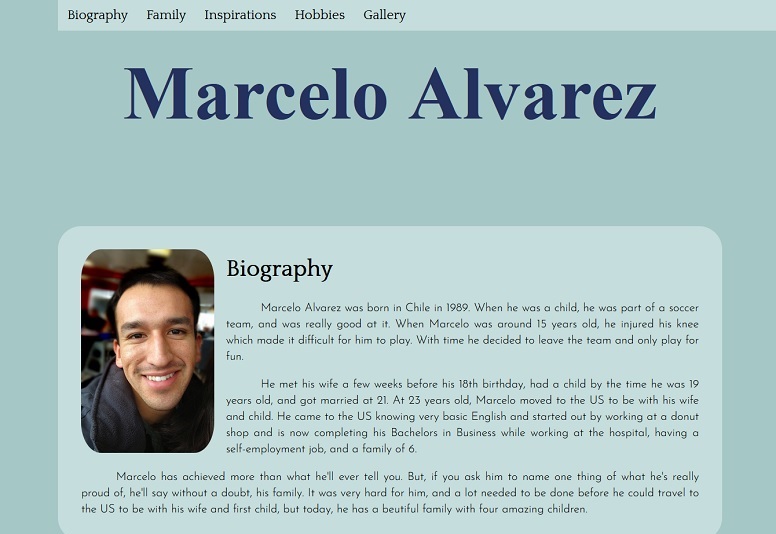 Biography Family Inspirations Hobbies Gallery
Marcelo Alvarez
Biography
Marcelo Alvarez was born in Chile in 1989. When he was a child, he was part of a soccer
team, and was really good at it. When Marcelo was around 15 years old, he injured his knee
which made it difficult for him to play. With time he decided to leave the team and only play for
fun.
He met his wife a few weeks before his 18th birthday, had a child by the time he was 19
years old, and got married at 21. At 23 years old, Marcelo moved to the US to be with his wife
and child. He came to the US knowing very basic English and started out by working at a donut
shop and is now completing his Bachelors in Business while working at the hospital, having a
self-employment job, and a family of 6.
Marcelo has achieved more than what he'll ever tell you. But, if you ask him to name one thing of what he's really
proud of, he'll say without a doubt, his family. It was very hard for him, and a lot needed to be done before he could travel to
the US to be with his wife and first child, but today, he has a beutiful family with four amazing children.